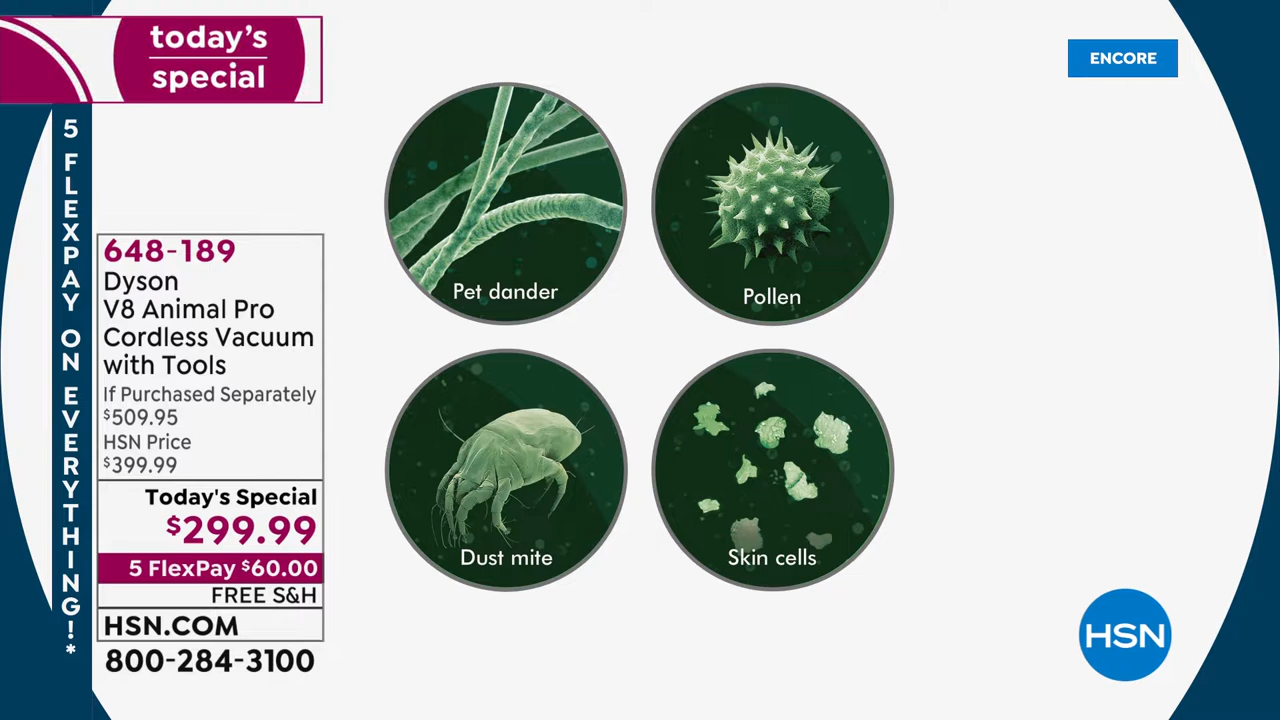 today's
special
ENCORE
5 FLEXPAY ON EVERYTHING!*
648-189
Dyson
V8 Animal Pro
Cordless Vacuum
with Tools
If Purchased Separately
$509.95
HSN Price
$399.99
Today's Special
$299.99
5 FlexPay $60.00
FREE S&H
HSN.COM
800-284-3100
Pet dander
Pollen
Dust mite
Skin cells
HSN